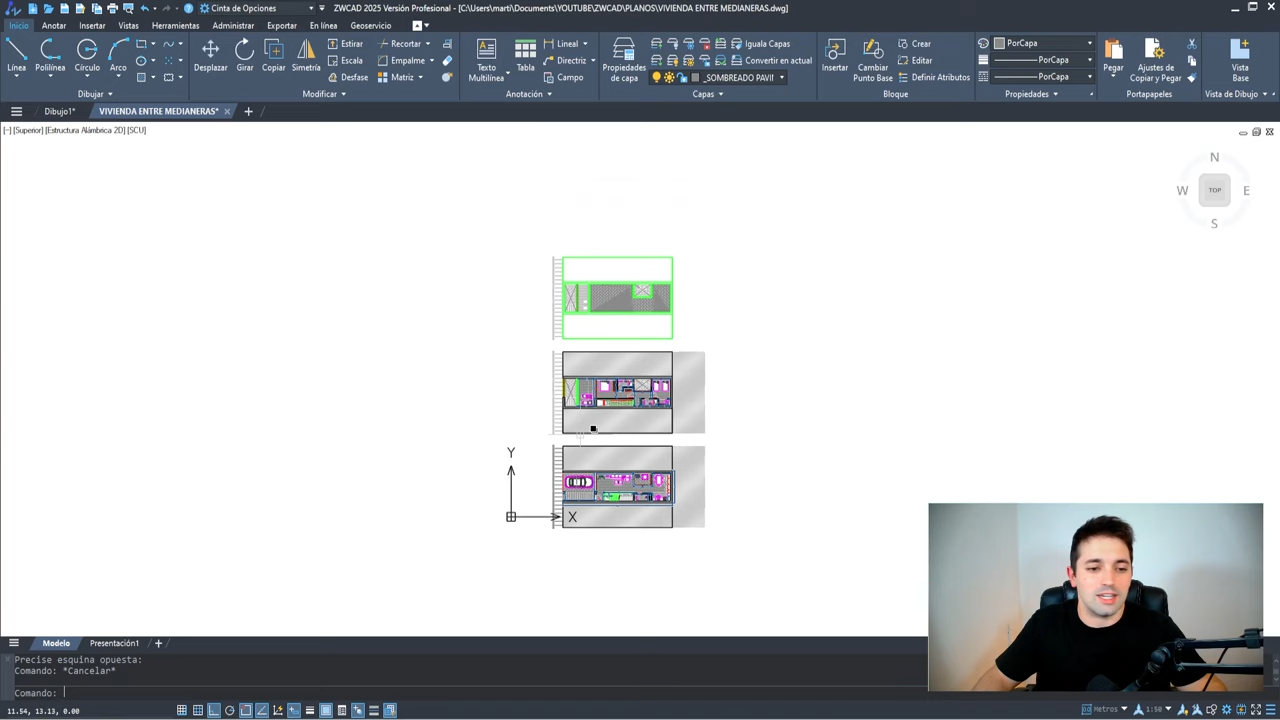 Cinta de Opciones
ZWCAD 2025 Versión Profesional - [C:\Users\marti\Documents\YOUTUBE\ZWCAD\PLANOS\VIVIENDA ENTRE MEDIANERAS.dwg]
Inicio Anotar Insertar Vistas Herramientas Administrar Exportar En línea Geoservicio
Línea Polilínea Círculo Arco
Dibujar
Desplazar Girar Copiar Simetría
Estirar Recortar
Escala Empalme
Desfase Matriz
Modificar
Texto Multilínea Tabla
Lineal
Directriz
Campo
Anotación
Propiedades de capa
Iguala Capas
Convertir en actual
_SOMBREADO PAVII
Capas
Insertar Cambiar Punto Base
Crear
Editar
Definir Atributos
Bloque
PorCapa
PorCapa
PorCapa
Propiedades
Pegar Ajustes de Copiar y Pegar
Portapapeles
Vista Base
Vista de Dibujo
Dibujo1* VIVIENDA ENTRE MEDIANERAS*
[−] [Superior] [Estructura Alámbrica 2D] [SCU]
N
W TOP E
S
Y
X
Modelo Presentación1
Precise esquina opuesta:
Comando: *Cancelar*
Comando:
11.54, 13.13, 0.00
Metros 1:50